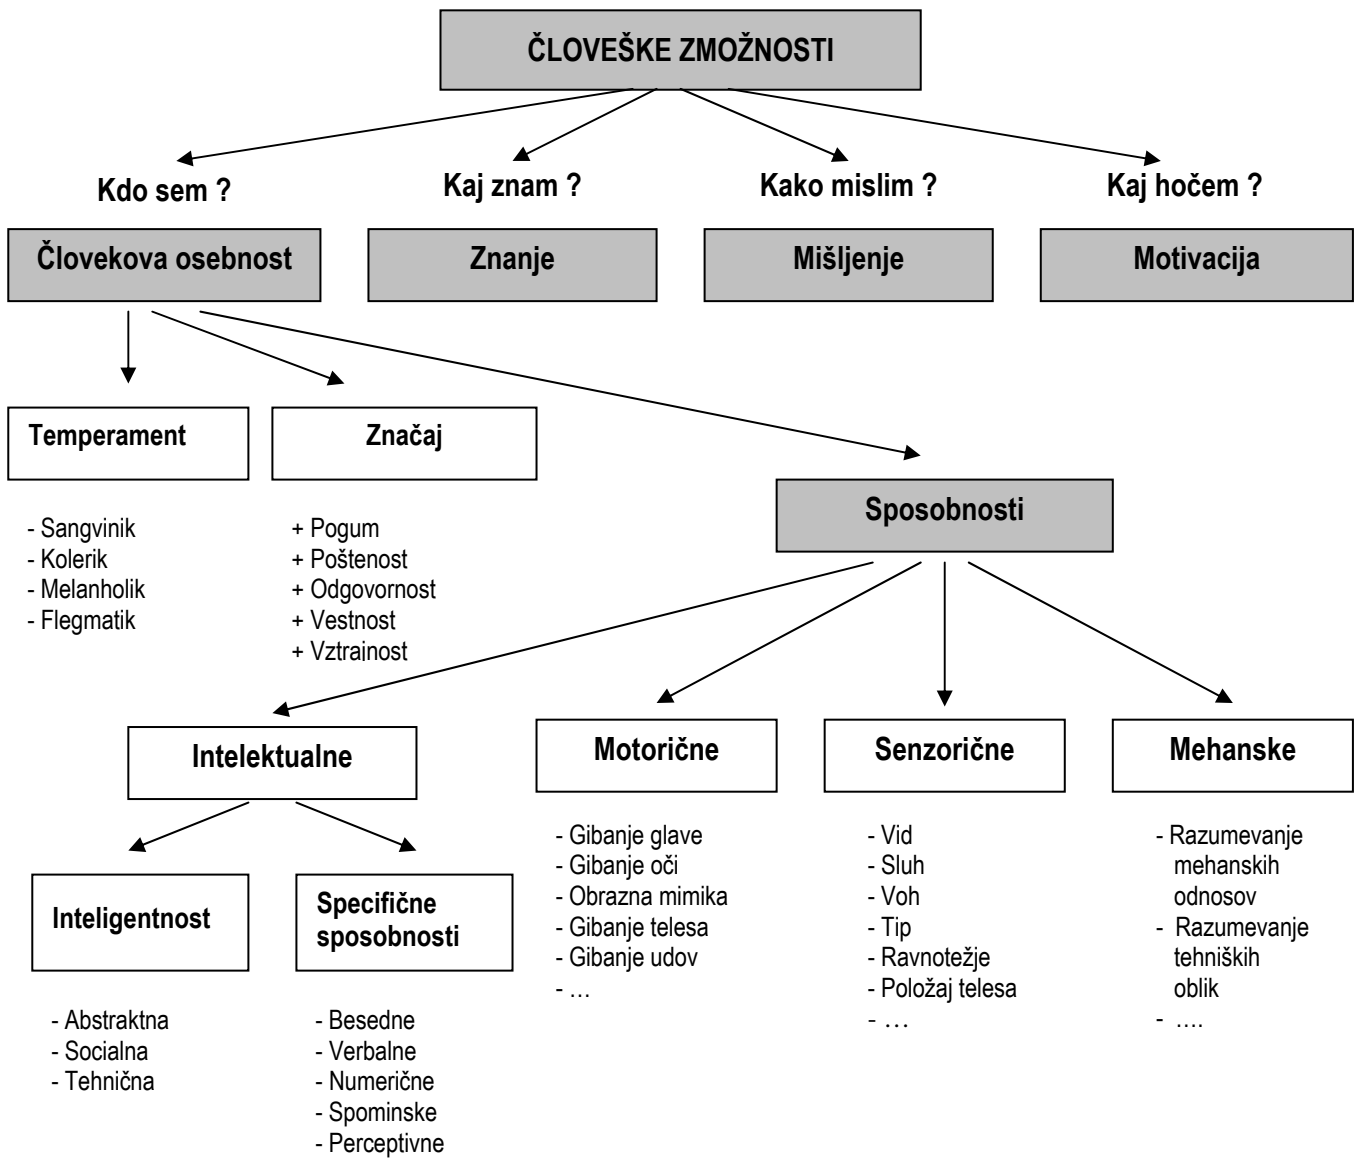 ČLOVEŠKE ZMOŽNOSTI
Kdo sem ?
Kaj znam ?
Kako mislim ?
Kaj hočem ?
Človekova osebnost
Znanje
Mišljenje
Motivacija
Temperament
Značaj
- Sangvinik
- Kolerik
- Melanholik
- Flegmatik
+ Pogum
+ Poštenost
+ Odgovornost
+ Vestnost
+ Vztrajnost
Sposobnosti
Intelektualne
Motorične
Senzorične
Mehanske
Inteligentnost
Specifične
sposobnosti
- Abstraktna
- Socialna
- Tehnična
- Besedne
- Verbalne
- Numerične
- Spominske
- Perceptivne
- Gibanje glave
- Gibanje oči
- Obrazna mimika
- Gibanje telesa
- Gibanje udov
- …
- Vid
- Sluh
- Voh
- Tip
- Ravnotežje
- Položaj telesa
- …
- Razumevanje
mehanskih
odnosov
- Razumevanje
tehniških
oblik
- ….